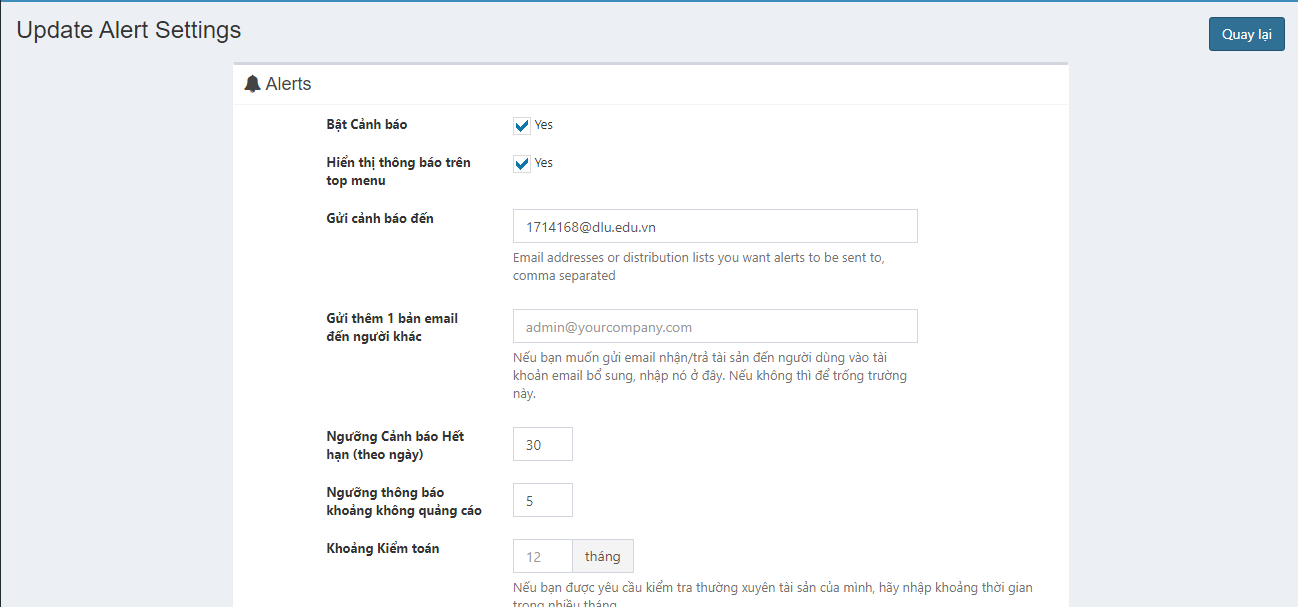 Update Alert Settings
Quay lại
Alerts
Bật Cảnh báo
Yes
Hiển thị thông báo trên
top menu
Yes
Gửi cảnh báo đến
1714168@dlu.edu.vn
Email addresses or distribution lists you want alerts to be sent to,
comma separated
Gửi thêm 1 bản email
đến người khác
admin@yourcompany.com
Nếu bạn muốn gửi email nhận/trả tài sản đến người dùng vào tài
khoản email bổ sung, nhập nó ở đây. Nếu không thì để trống trường
này.
Ngưỡng Cảnh báo Hết
hạn (theo ngày)
30
Ngưỡng thông báo
khoảng không quảng cáo
5
Khoảng Kiểm toán
12
tháng
Nếu bạn được yêu cầu kiểm tra thường xuyên tài sản của mình, hãy nhập khoảng thời gian
trong nhiều tháng